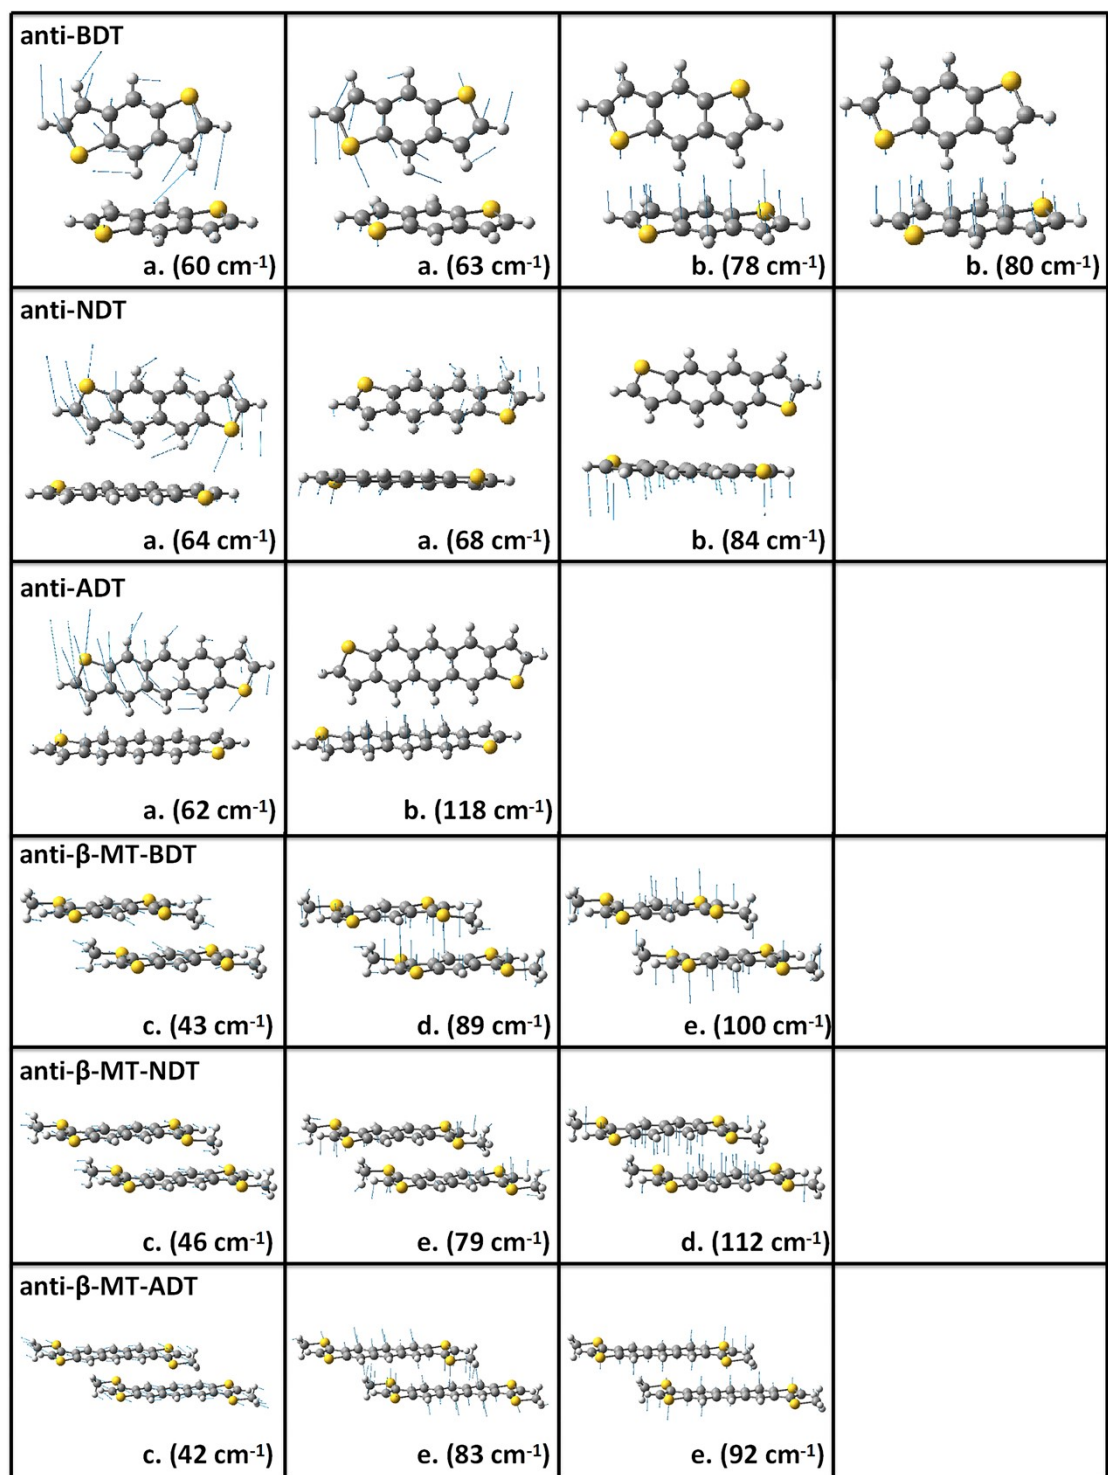 anti-BDT
a. (60 cm⁻¹)
a. (63 cm⁻¹)
b. (78 cm⁻¹)
b. (80 cm⁻¹)
anti-NDT
a. (64 cm⁻¹)
a. (68 cm⁻¹)
b. (84 cm⁻¹)
anti-ADT
a. (62 cm⁻¹)
b. (118 cm⁻¹)
anti-β-MT-BDT
c. (43 cm⁻¹)
d. (89 cm⁻¹)
e. (100 cm⁻¹)
anti-β-MT-NDT
c. (46 cm⁻¹)
e. (79 cm⁻¹)
d. (112 cm⁻¹)
anti-β-MT-ADT
c. (42 cm⁻¹)
e. (83 cm⁻¹)
e. (92 cm⁻¹)